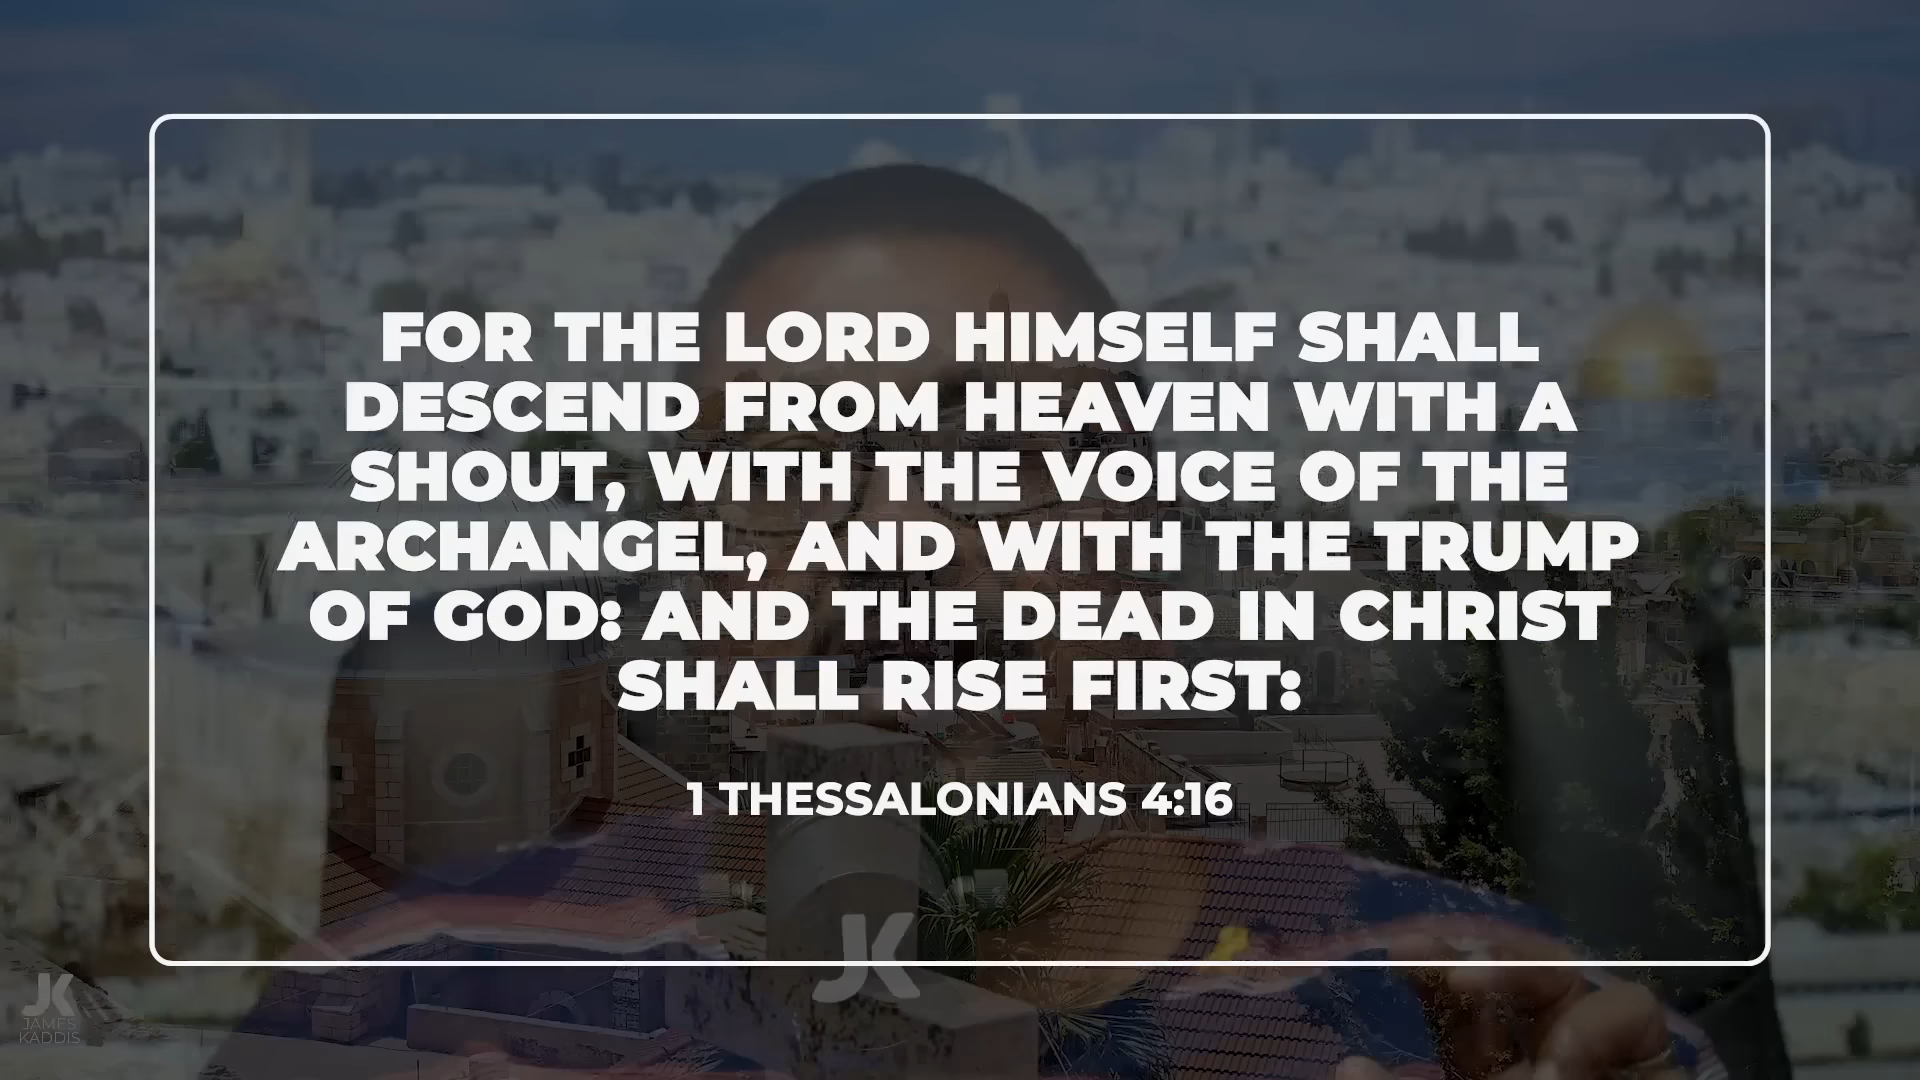 FOR THE LORD HIMSELF SHALL
DESCEND FROM HEAVEN WITH A
SHOUT, WITH THE VOICE OF THE
ARCHANGEL, AND WITH THE TRUMP
OF GOD: AND THE DEAD IN CHRIST
SHALL RISE FIRST:
1 THESSALONIANS 4:16
JK
JK
JAMES
KADDIS